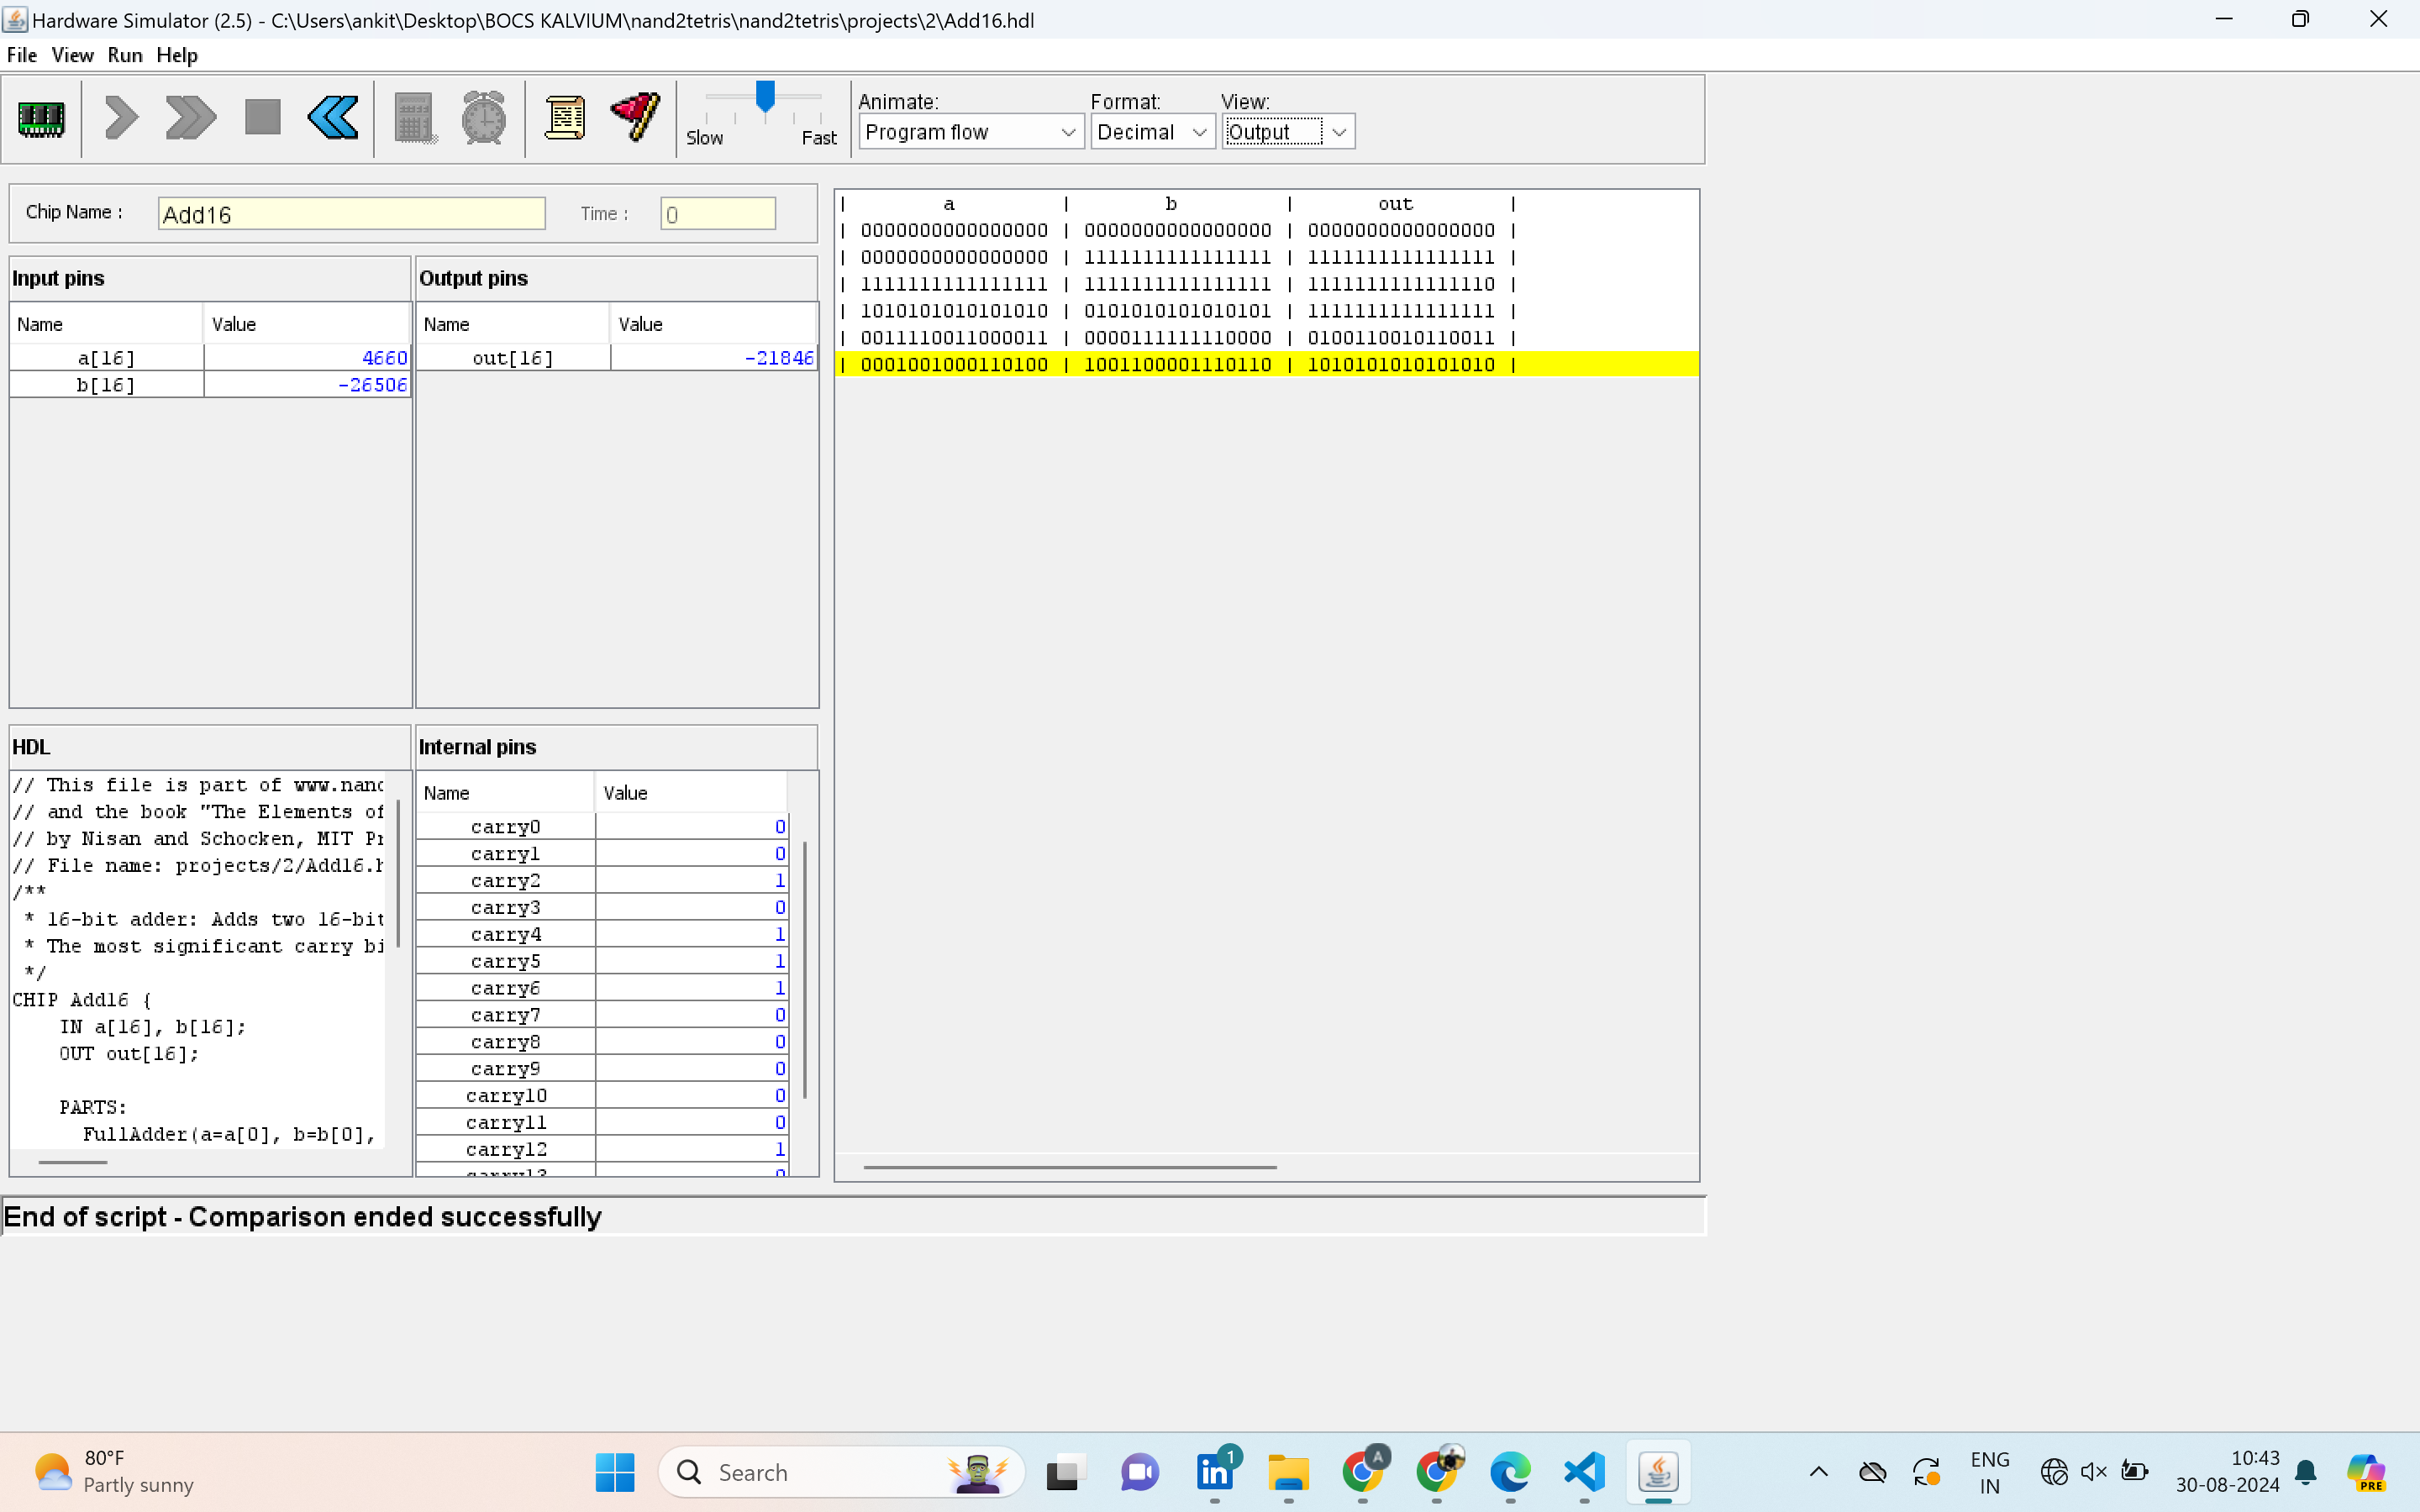 Hardware Simulator (2.5) - C:\Users\ankit\Desktop\BOCS KALVIUM\nand2tetris\nand2tetris\projects\2\Add16.hdl
File View Run Help
Slow Fast
Animate: Format: View:
Program flow Decimal Output
Chip Name : Add16 Time : 0
Input pins
Name Value
a[16] 4660
b[16] -26506
Output pins
Name Value
out[16] -21846
| a | b | out |
| 0000000000000000 | 0000000000000000 | 0000000000000000 |
| 0000000000000000 | 1111111111111111 | 1111111111111111 |
| 1111111111111111 | 1111111111111111 | 1111111111111110 |
| 1010101010101010 | 0101010101010101 | 1111111111111111 |
| 0011110011000011 | 0000111111110000 | 0100110010110011 |
| 0001001000110100 | 1001100001110110 | 1010101010101010 |
HDL
// This file is part of www.nand
// and the book "The Elements of
// by Nisan and Schocken, MIT Pr
// File name: projects/2/Add16.h
/**
* 16-bit adder: Adds two 16-bit
* The most significant carry bi
*/
CHIP Add16 {
IN a[16], b[16];
OUT out[16];
PARTS:
FullAdder(a=a[0], b=b[0],
Internal pins
Name Value
carry0 0
carry1 0
carry2 1
carry3 0
carry4 1
carry5 1
carry6 1
carry7 0
carry8 0
carry9 0
carry10 0
carry11 0
carry12 1
carry13 0
End of script - Comparison ended successfully
80°F
Partly sunny
Search
1
A
ENG
IN
10:43
30-08-2024
PRE